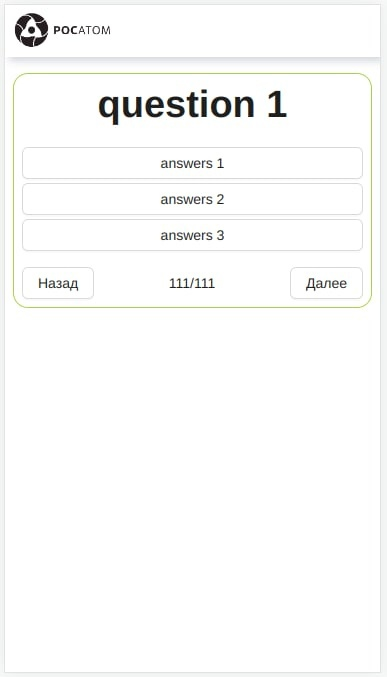 РОСАТОМ
question 1
answers 1
answers 2
answers 3
Назад 111/111 Далее